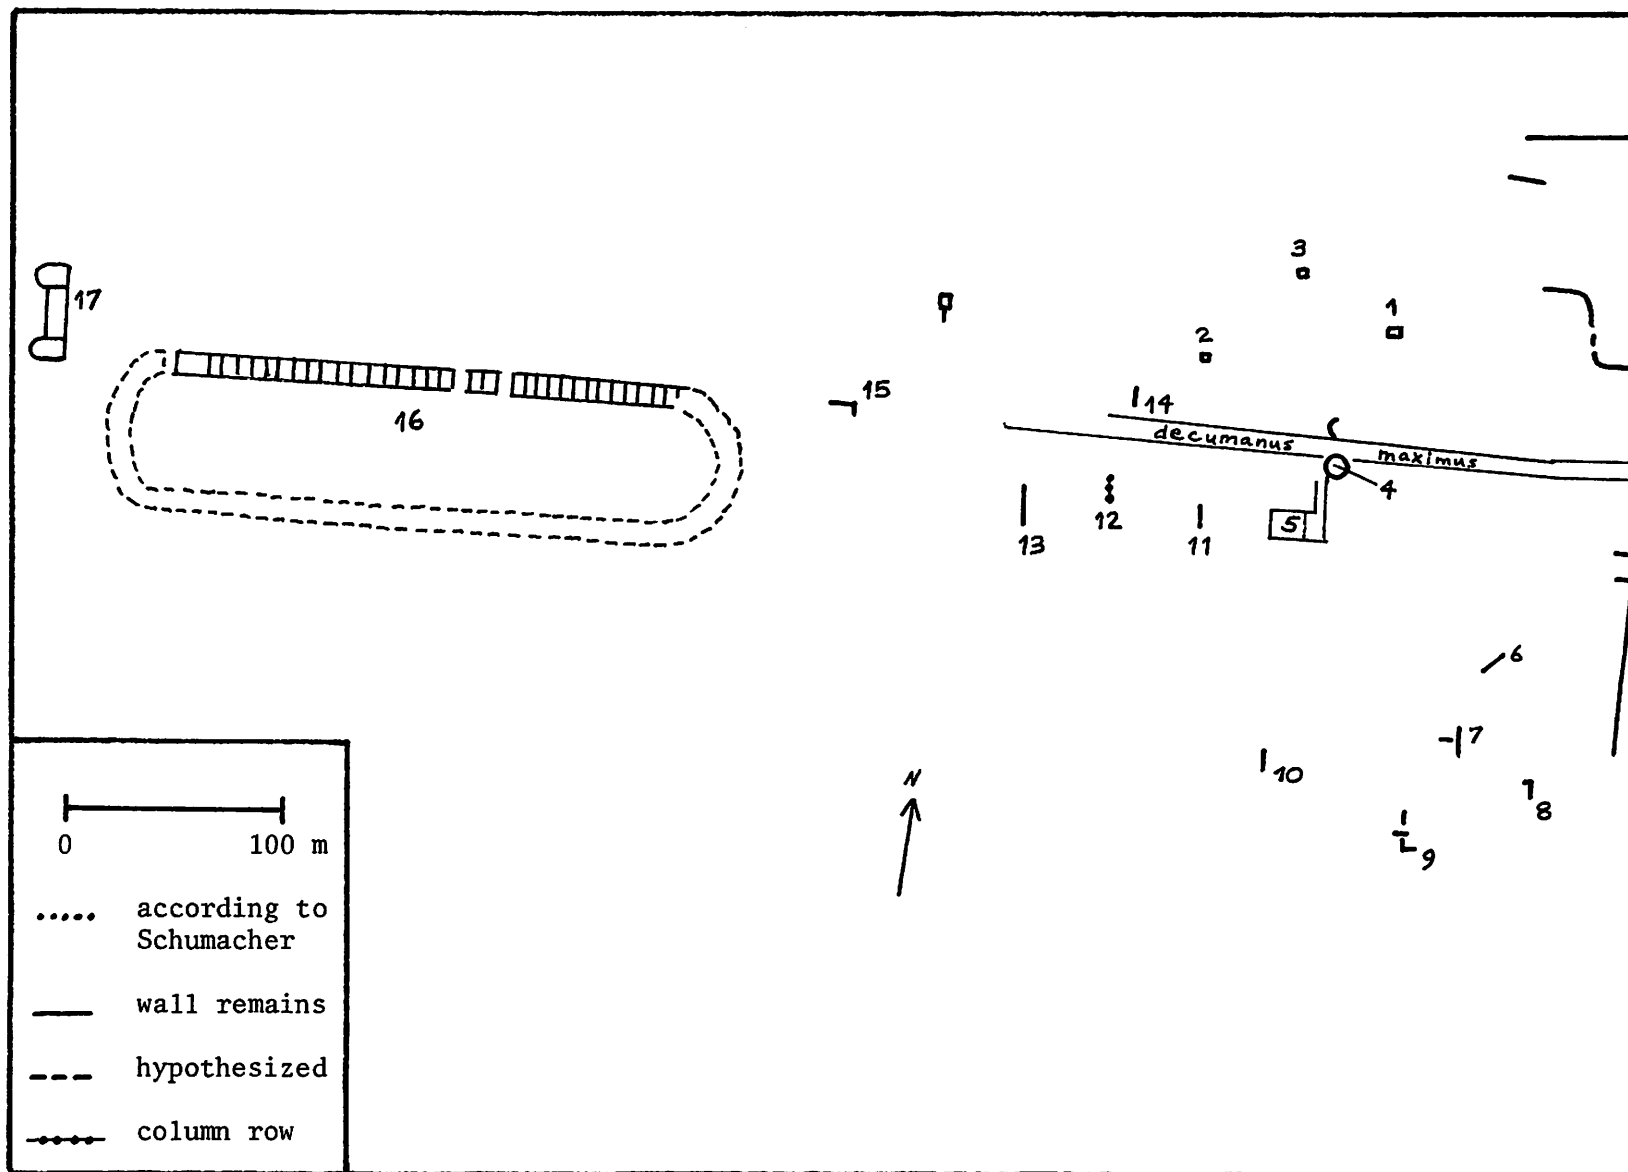 3
17
1
2
15
14
16
decumanus maximus
4
12
5
13
11
6
7
N
10
8
0 100 m
9
according to
Schumacher
wall remains
hypothesized
column row